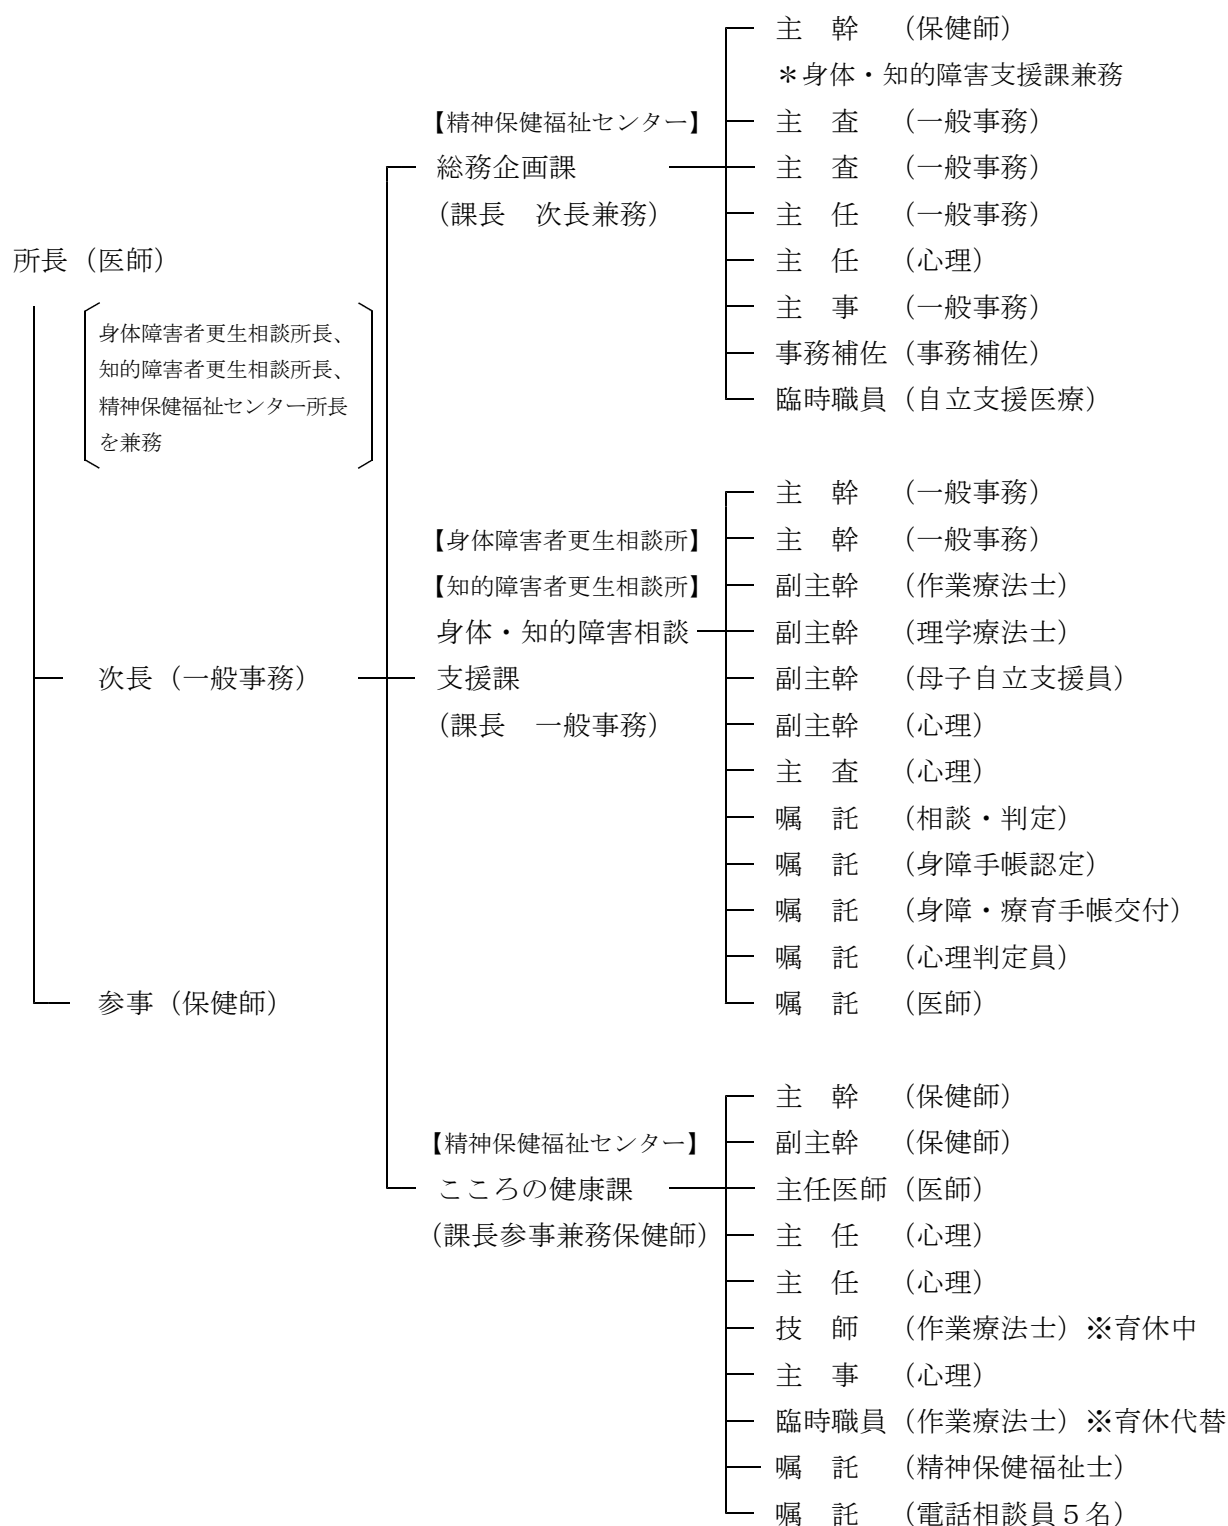 主　幹　（保健師）
＊身体・知的障害支援課兼務
【精神保健福祉センター】　主　査　（一般事務）
総務企画課　主　査　（一般事務）
（課長　次長兼務）　主　任　（一般事務）
所長（医師）　主　任　（心理）
主　事　（一般事務）
身体障害者更生相談所長、
知的障害者更生相談所長、　事務補佐（事務補佐）
精神保健福祉センター所長　臨時職員（自立支援医療）
を兼務
主　幹　（一般事務）
【身体障害者更生相談所】　主　幹　（一般事務）
【知的障害者更生相談所】　副主幹　（作業療法士）
身体・知的障害相談　副主幹　（理学療法士）
次長（一般事務）　支援課　副主幹　（母子自立支援員）
（課長　一般事務）　副主幹　（心理）
主　査　（心理）
嘱　託　（相談・判定）
嘱　託　（身障手帳認定）
嘱　託　（身障・療育手帳交付）
嘱　託　（心理判定員）
参事（保健師）　嘱　託　（医師）
主　幹　（保健師）
【精神保健福祉センター】　副主幹　（保健師）
こころの健康課　主任医師（医師）
（課長参事兼務保健師）　主　任　（心理）
主　任　（心理）
技　師　（作業療法士）※育休中
主　事　（心理）
臨時職員（作業療法士）※育休代替
嘱　託　（精神保健福祉士）
嘱　託　（電話相談員５名）